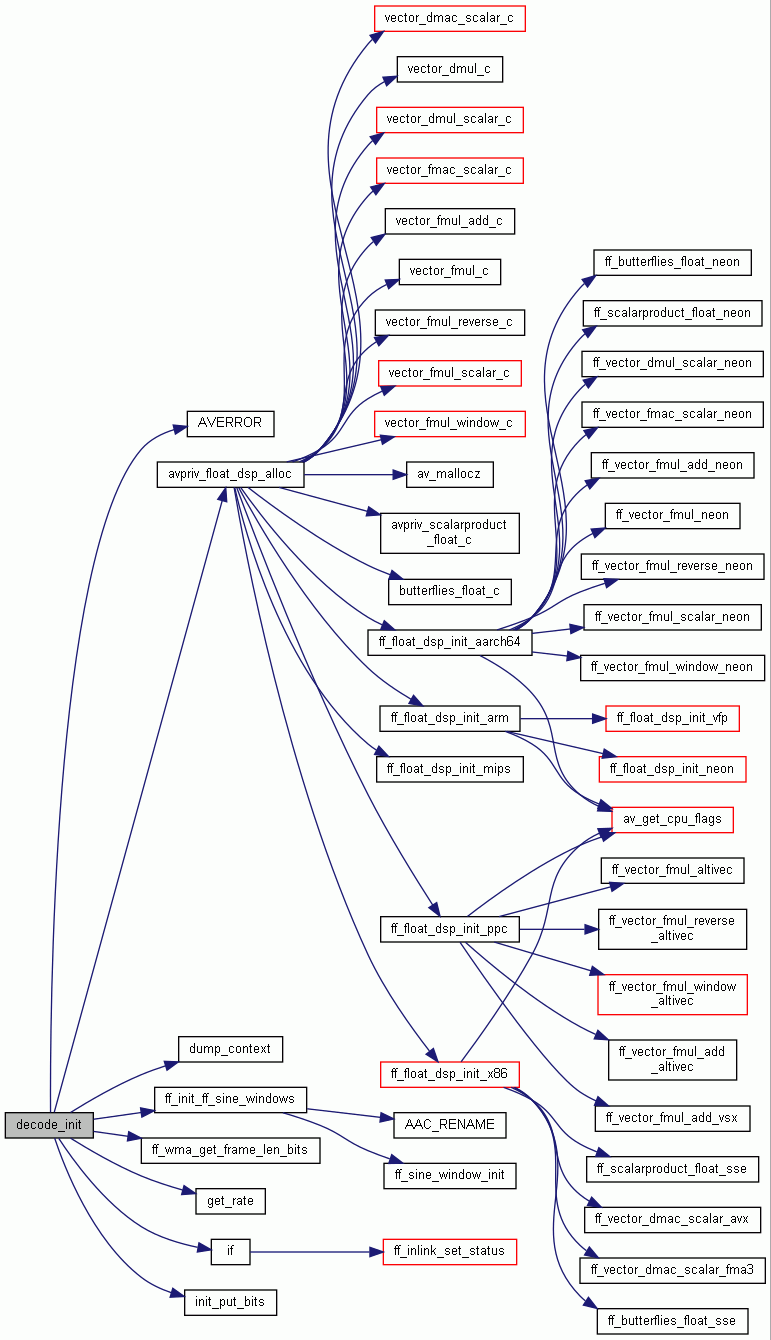 vector_dmac_scalar_c
vector_dmul_c
vector_dmul_scalar_c
vector_fmac_scalar_c
vector_fmul_add_c
vector_fmul_c
vector_fmul_reverse_c
vector_fmul_scalar_c
vector_fmul_window_c
AVERROR
avpriv_float_dsp_alloc
av_mallocz
avpriv_scalarproduct
_float_c
butterflies_float_c
ff_float_dsp_init_aarch64
ff_float_dsp_init_arm
ff_float_dsp_init_mips
ff_float_dsp_init_ppc
ff_float_dsp_init_x86
ff_butterflies_float_neon
ff_scalarproduct_float_neon
ff_vector_dmul_scalar_neon
ff_vector_fmac_scalar_neon
ff_vector_fmul_add_neon
ff_vector_fmul_neon
ff_vector_fmul_reverse_neon
ff_vector_fmul_scalar_neon
ff_vector_fmul_window_neon
ff_float_dsp_init_vfp
ff_float_dsp_init_neon
av_get_cpu_flags
ff_vector_fmul_altivec
ff_vector_fmul_reverse
_altivec
ff_vector_fmul_window
_altivec
ff_vector_fmul_add
_altivec
ff_vector_fmul_add_vsx
ff_scalarproduct_float_sse
ff_vector_dmac_scalar_avx
ff_vector_dmac_scalar_fma3
ff_butterflies_float_sse
decode_init
dump_context
ff_init_ff_sine_windows
AAC_RENAME
ff_sine_window_init
ff_wma_get_frame_len_bits
get_rate
if
ff_inlink_set_status
init_put_bits